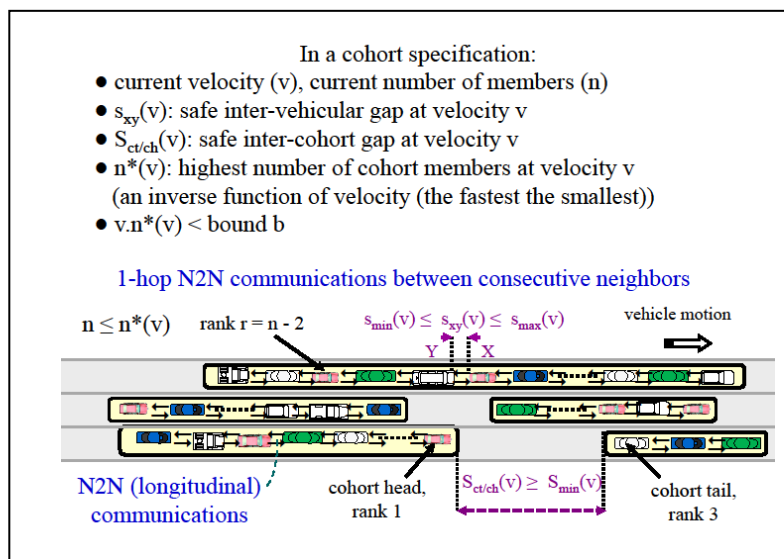 In a cohort specification:
● current velocity (v), current number of members (n)
● sxy(v): safe inter-vehicular gap at velocity v
● Sct/ch(v): safe inter-cohort gap at velocity v
● n*(v): highest number of cohort members at velocity v
(an inverse function of velocity (the fastest the smallest))
● v.n*(v) < bound b
1-hop N2N communications between consecutive neighbors
n ≤ n*(v)
rank r = n - 2
smin(v) ≤ sxy(v) ≤ smax(v)
vehicle motion
Y X
N2N (longitudinal)
communications
cohort head,
rank 1
Sct/ch(v) ≥ Smin(v)
cohort tail,
rank 3